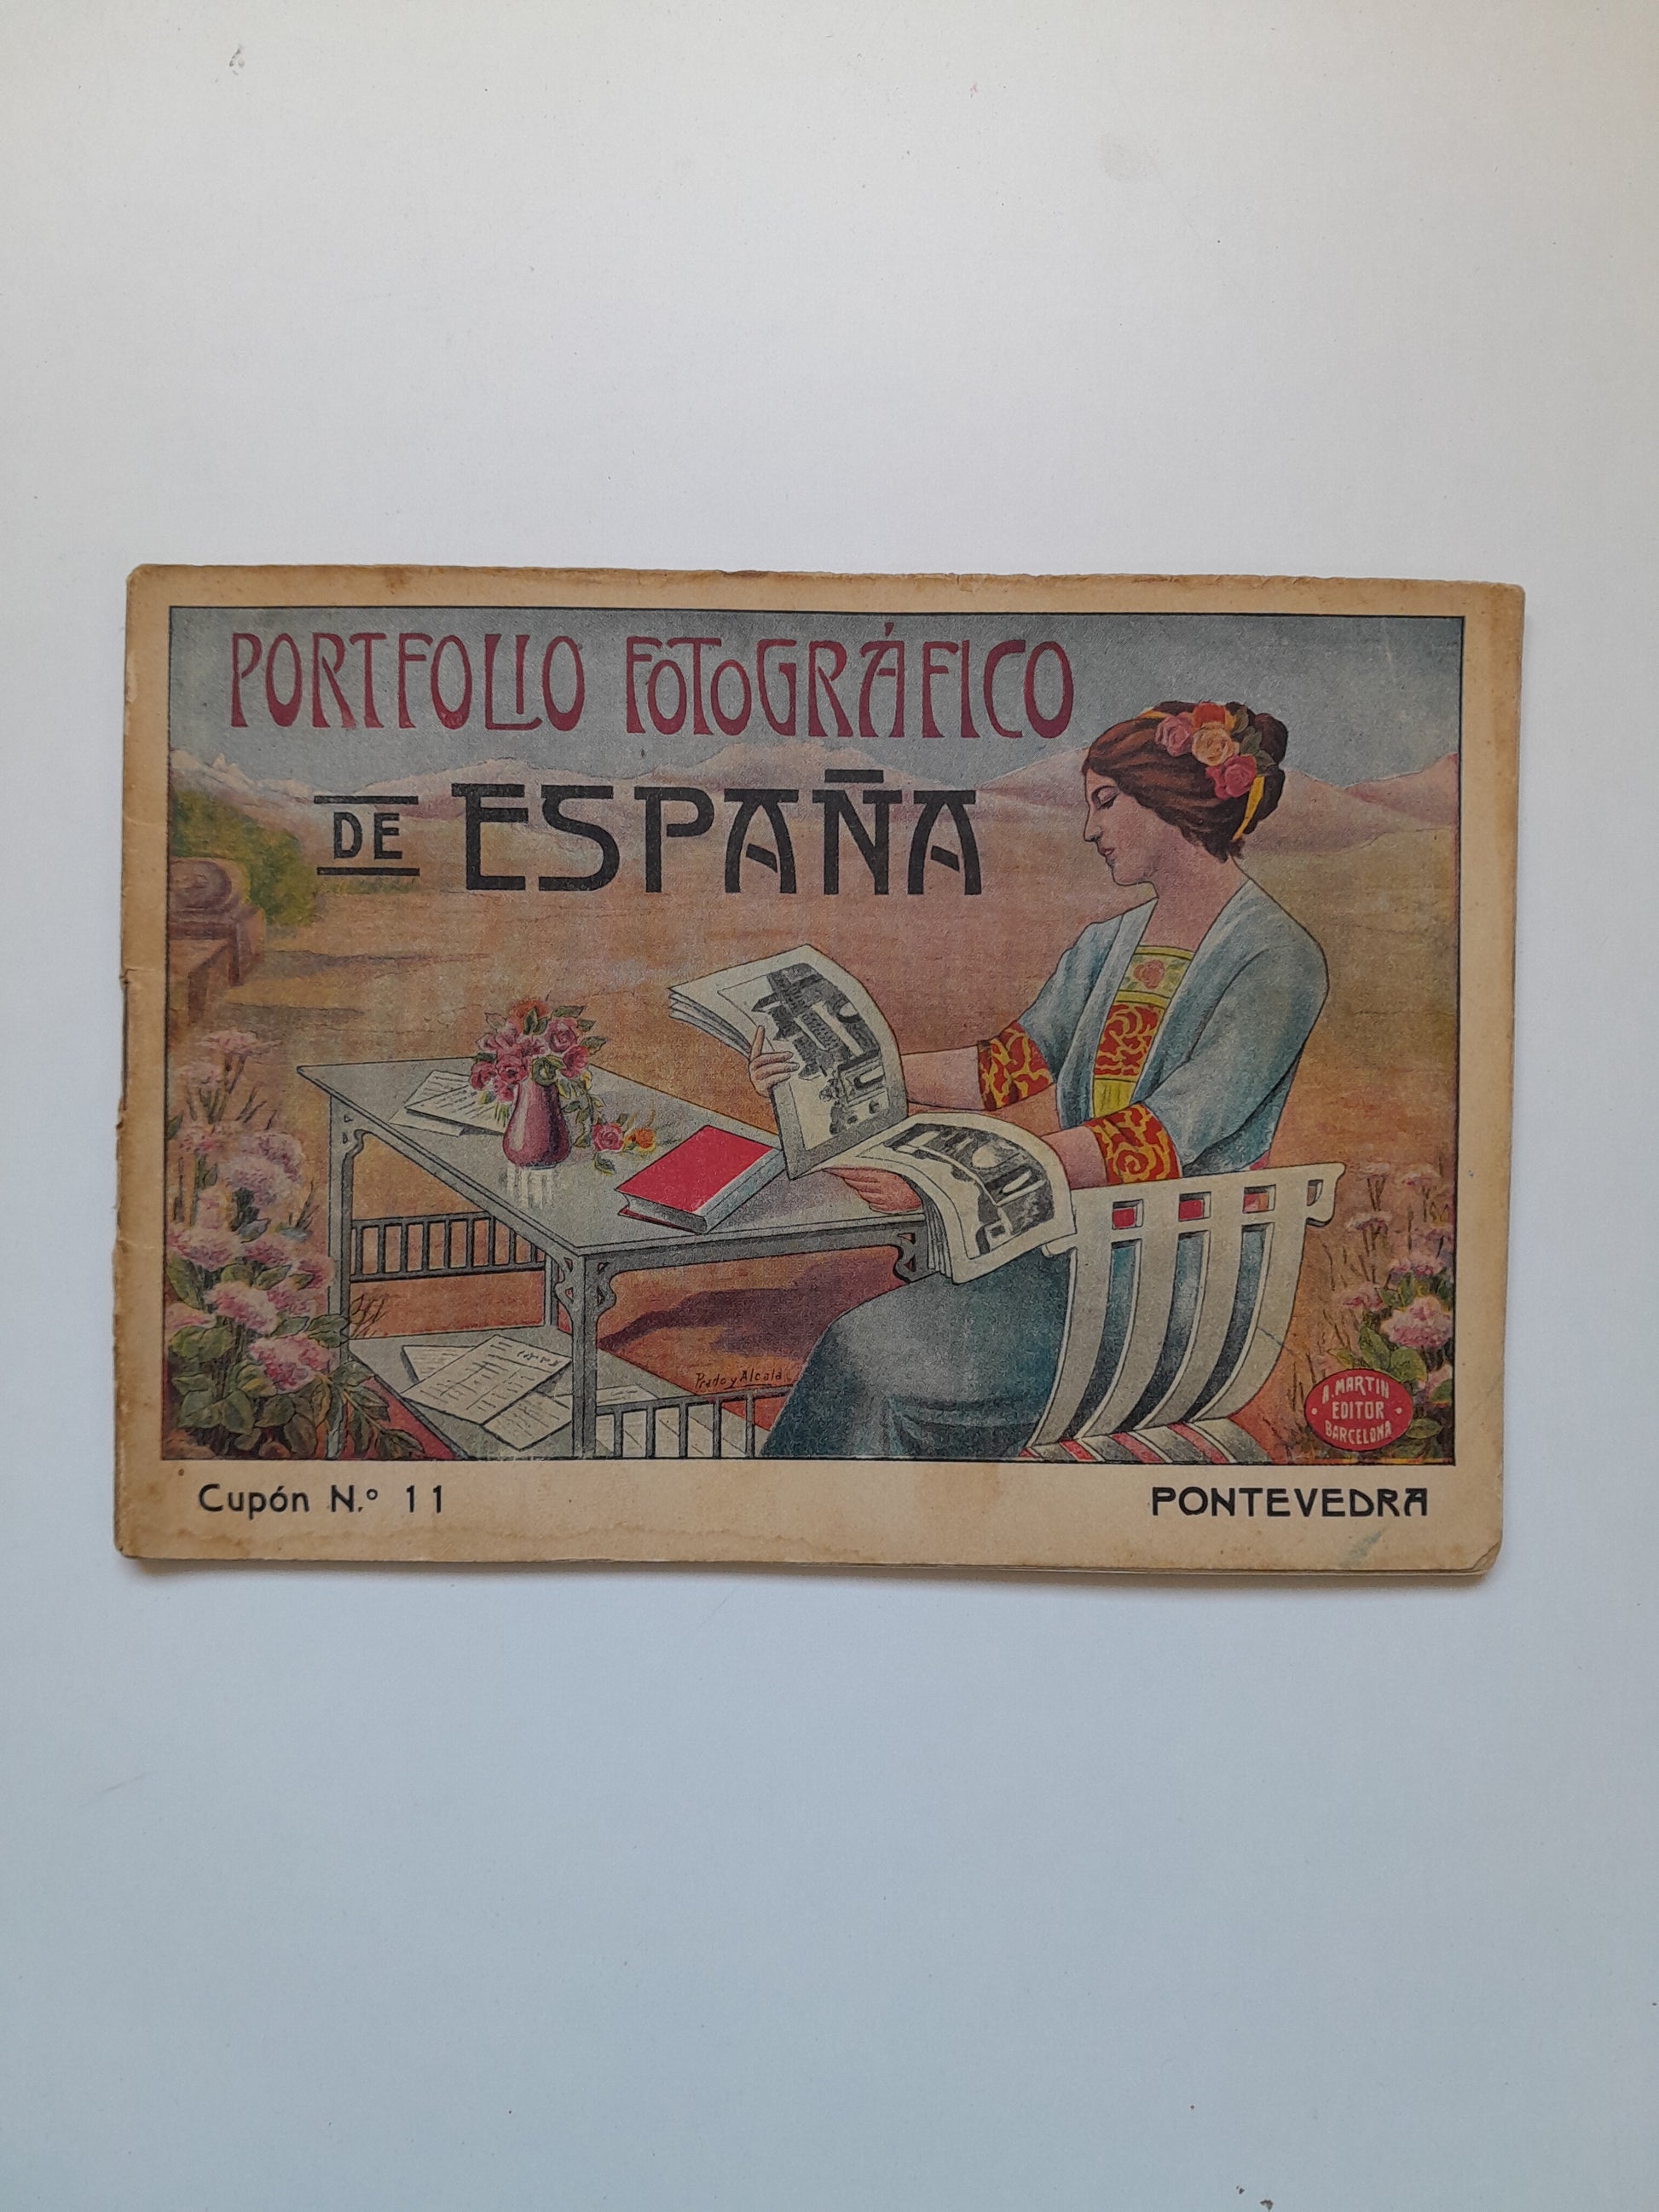 PORTFOLIO FOTOGRÁFICO
DE ESPAÑA
Prado y Alcalá
A. MARTIN
EDITOR
BARCELONA
Cupón N.º 11
PONTEVEDRA